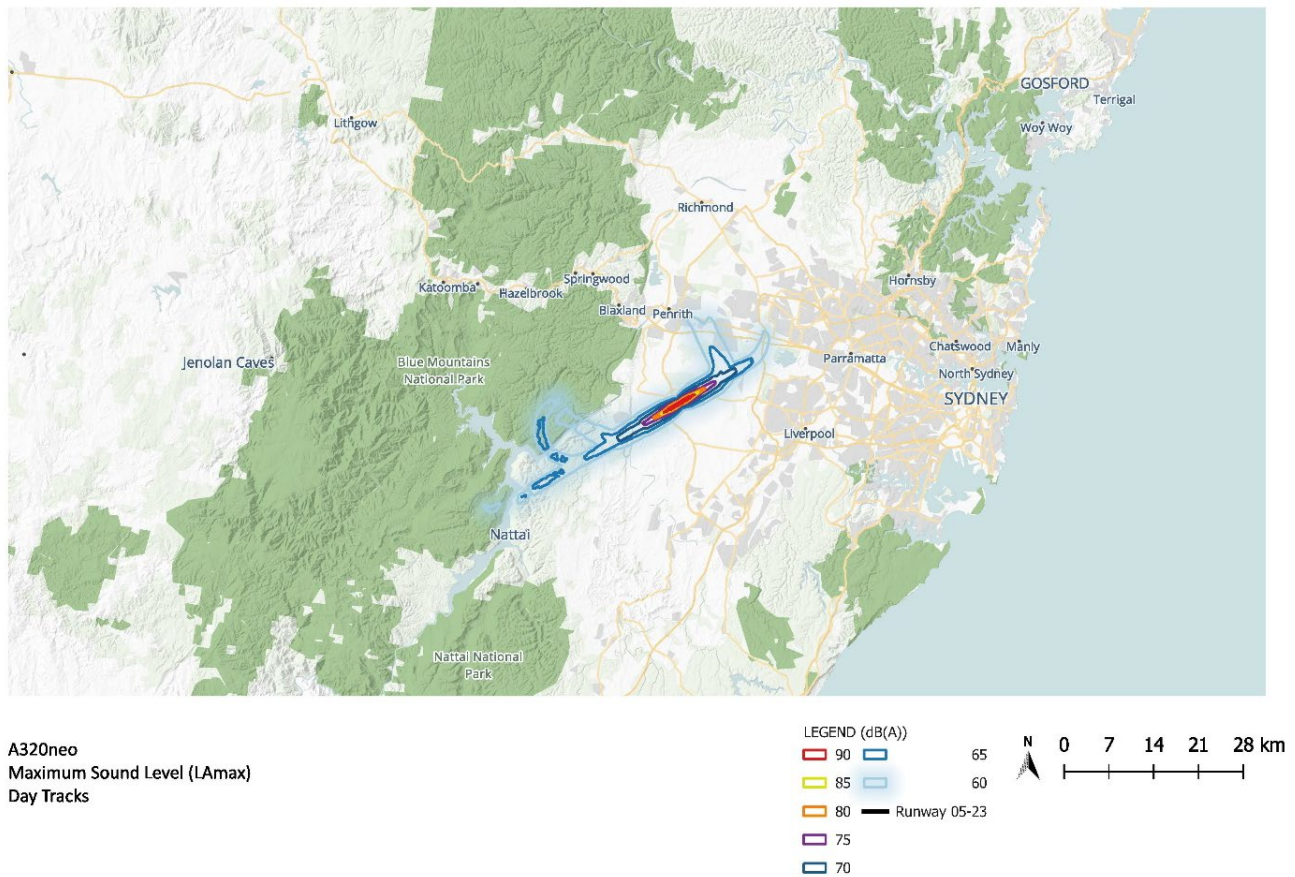 GOSFORD
Terrigal
Woy Woy
Lithgow
Richmond
Springwood
Hornsby
Katoomba
Hazelbrook
Blaxland
Penrith
Jenolan Caves
Blue Mountains
National Park
Parramatta
Chatswood
Manly
North Sydney
SYDNEY
Liverpool
Nattai
Nattai National
Park
A320neo
Maximum Sound Level (LAmax)
Day Tracks
LEGEND (dB(A))
90 65
85 60
80 Runway 05-23
75
70
N
0 7 14 21 28 km